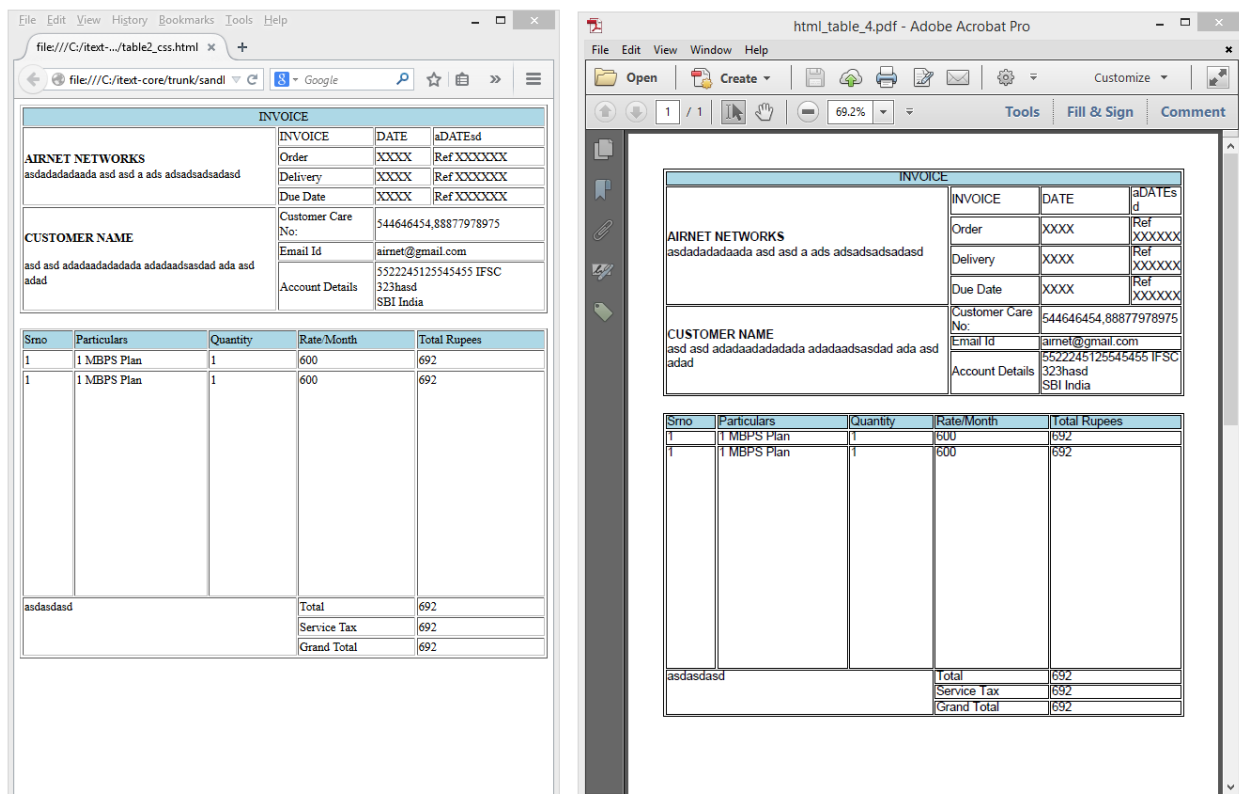 File Edit View History Bookmarks Tools Help
file:///C:/itext-.../table2_css.html × +
file:///C:/itext-core/trunk/sandl 8 Google
INVOICE
INVOICE DATE aDATEsd
AIRNET NETWORKS
asdadadadaada asd asd a ads adsadsadsadasd
Order XXXX Ref XXXXXX
Delivery XXXX Ref XXXXXX
Due Date XXXX Ref XXXXXX
CUSTOMER NAME
asd asd adadaadadadada adadaadsasdad ada asd
adad
Customer Care
No:
544646454,88877978975
Email Id airnet@gmail.com
Account Details
5522245125545455 IFSC
323hasd
SBI India
Srno Particulars Quantity Rate/Month Total Rupees
1 1 MBPS Plan 1 600 692
1 1 MBPS Plan 1 600 692
asdasdasd Total 692
Service Tax 692
Grand Total 692
html_table_4.pdf - Adobe Acrobat Pro
File Edit View Window Help
Open Create Customize
1 / 1 69.2% Tools Fill & Sign Comment
INVOICE
INVOICE DATE
aDATEs
d
AIRNET NETWORKS
asdadadadaada asd asd a ads adsadsadsadasd
Order XXXX
Ref
XXXXXX
Delivery XXXX
Ref
XXXXXX
Due Date XXXX
Ref
XXXXXX
CUSTOMER NAME
asd asd adadaadadadada adadaadsasdad ada asd
adad
Customer Care
No:
544646454,88877978975
Email Id airnet@gmail.com
Account Details
5522245125545455 IFSC
323hasd
SBI India
Srno Particulars Quantity Rate/Month Total Rupees
1 1 MBPS Plan 1 600 692
1 1 MBPS Plan 1 600 692
asdasdasd Total 692
Service Tax 692
Grand Total 692